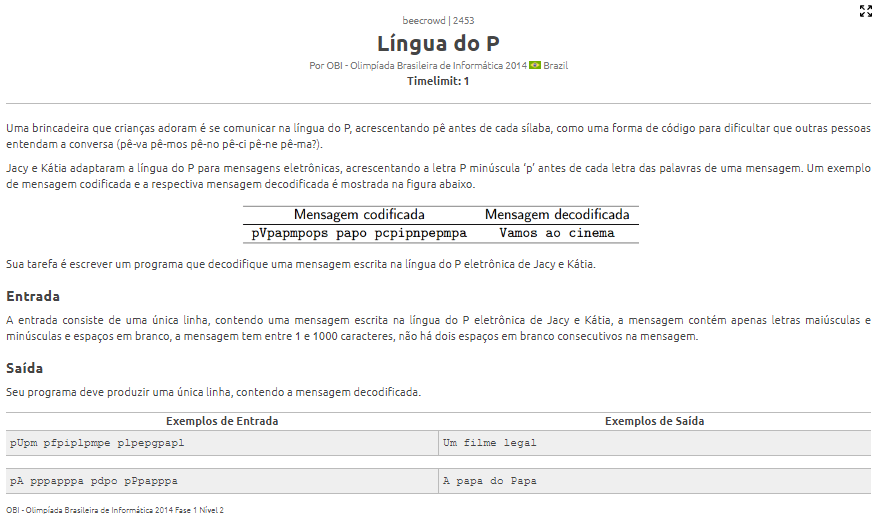 beecrowd | 2453
Língua do P
Por OBI - Olimpíada Brasileira de Informática 2014 Brazil
Timelimit: 1
Uma brincadeira que crianças adoram é se comunicar na língua do P, acrescentando pê antes de cada sílaba, como uma forma de código para dificultar que outras pessoas
entendam a conversa (pê-va pê-mos pê-no pê-ci pê-ne pê-ma?).
Jacy e Kátia adaptaram a língua do P para mensagens eletrônicas, acrescentando a letra P minúscula ‘p’ antes de cada letra das palavras de uma mensagem. Um exemplo
de mensagem codificada e a respectiva mensagem decodificada é mostrada na figura abaixo.
Mensagem codificada Mensagem decodificada
pVpapmpops papo pcpipnpepmpa Vamos ao cinema
Sua tarefa é escrever um programa que decodifique uma mensagem escrita na língua do P eletrônica de Jacy e Kátia.
Entrada
A entrada consiste de uma única linha, contendo uma mensagem escrita na língua do P eletrônica de Jacy e Kátia, a mensagem contém apenas letras maiúsculas e
minúsculas e espaços em branco, a mensagem tem entre 1 e 1000 caracteres, não há dois espaços em branco consecutivos na mensagem.
Saída
Seu programa deve produzir uma única linha, contendo a mensagem decodificada.
Exemplos de Entrada Exemplos de Saída
pUpm pfpiplpmpe plpepgpapl Um filme legal
pA pppapppa pdpo pPpapppa A papa do Papa
OBI - Olimpíada Brasileira de Informática 2014 Fase 1 Nível 2